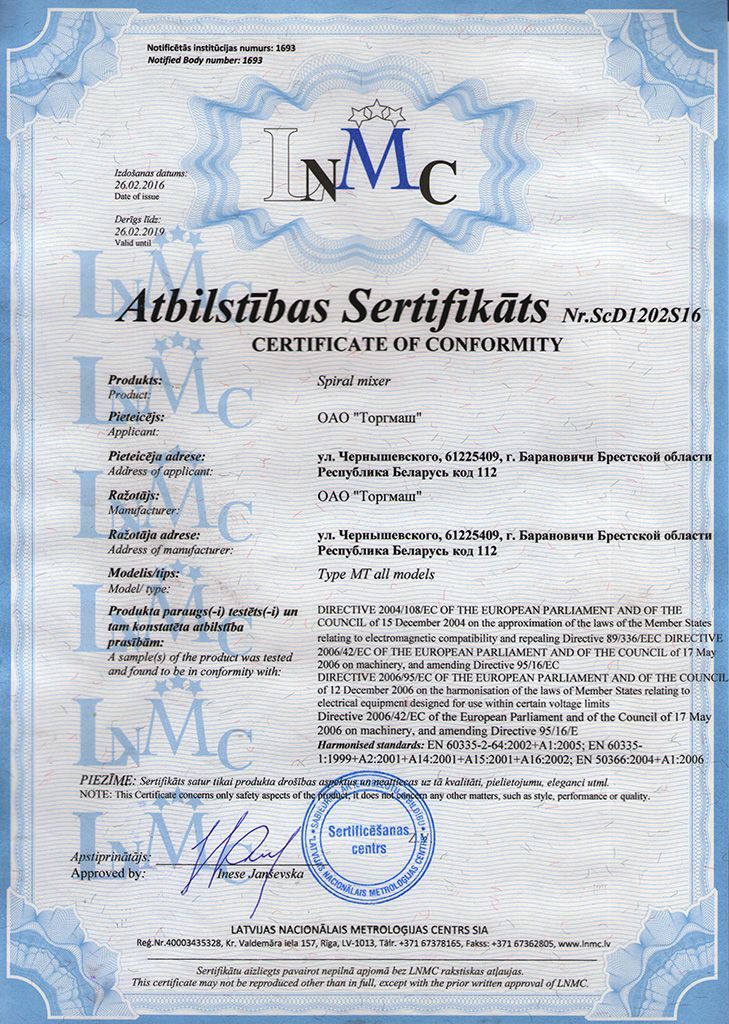 Notificētās institūcijas numurs: 1693
Notified Body number: 1693
LNMC
Izdošanas datums:
26.02.2016
Date of issue
Derīgs līdz:
26.02.2019
Valid until
Atbilstības Sertifikāts Nr.ScD1202S16
CERTIFICATE OF CONFORMITY
Produkts: Spiral mixer
Product:
Pieteicējs: ОАО "Торгмаш"
Applicant:
Pieteicēja adrese: ул. Чернышевского, 61225409, г. Барановичи Брестской области
Address of applicant: Республика Беларусь код 112
Ražotājs: ОАО "Торгмаш"
Manufacturer:
Ražotāja adrese: ул. Чернышевского, 61225409, г. Барановичи Брестской области
Address of manufacturer: Республика Беларусь код 112
Modelis/tips: Type MT all models
Model/ type:
Produkta paraugs(-i) testēts(-i) un
tam konstatēta atbilstība
prasībām:
A sample(s) of the product was tested
and found to be in conformity with:
DIRECTIVE 2004/108/EC OF THE EUROPEAN PARLIAMENT AND OF THE
COUNCIL of 15 December 2004 on the approximation of the laws of the Member States
relating to electromagnetic compatibility and repealing Directive 89/336/EEC DIRECTIVE
2006/42/EC OF THE EUROPEAN PARLIAMENT AND OF THE COUNCIL of 17 May
2006 on machinery, and amending Directive 95/16/EC
DIRECTIVE 2006/95/EC OF THE EUROPEAN PARLIAMENT AND OF THE COUNCIL
of 12 December 2006 on the harmonisation of the laws of Member States relating to
electrical equipment designed for use within certain voltage limits
Directive 2006/42/EC of the European Parliament and of the Council of 17 May
2006 on machinery, and amending Directive 95/16/E
Harmonised standards: EN 60335-2-64:2002+A1:2005; EN 60335-
1:1999+A2:2001+A14:2001+A15:2001+A16:2002; EN 50366:2004+A1:2006
PIEZĪME: Sertifikāts satur tikai produkta drošības aspektus un neattiecas uz tā kvalitāti, pielietojumu, eleganci utml.
NOTE: This Certificate concerns only safety aspects of the product; it does not concern any other matters, such as style, performance or quality.
Sertificēšanas
centrs
LATVIJAS NACIONĀLAIS METROLOĢIJAS CENTRS
Apstiprinātājs:
Approved by: Inese Janševska
LATVIJAS NACIONĀLAIS METROLOĢIJAS CENTRS SIA
Reģ.Nr.40003435328, Kr. Valdemāra iela 157, Rīga, LV-1013, Tālr. +371 67378165, Fakss: +371 67362805, www.lnmc.lv
Sertifikātu aizliegts pavairot nepilnā apjomā bez LNMC rakstiskas atļaujas.
This certificate may not be reproduced other than in full, except with the prior written approval of LNMC.